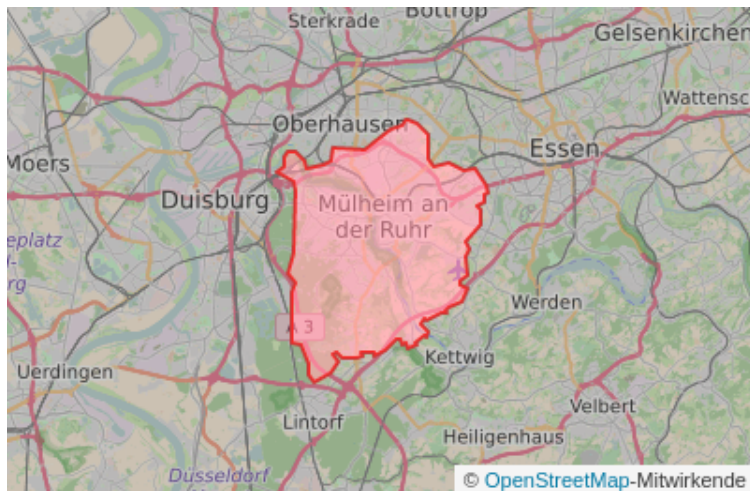 Sterkrade
Bottrop
Gelsenkirchen
Wattensc
Oberhausen
Essen
Moers
Duisburg
Mülheim an
der Ruhr
eplatz
Werden
A 3
Kettwig
Uerdingen
Velbert
Lintorf
Heiligenhaus
Düsseldorf
© OpenStreetMap-Mitwirkende